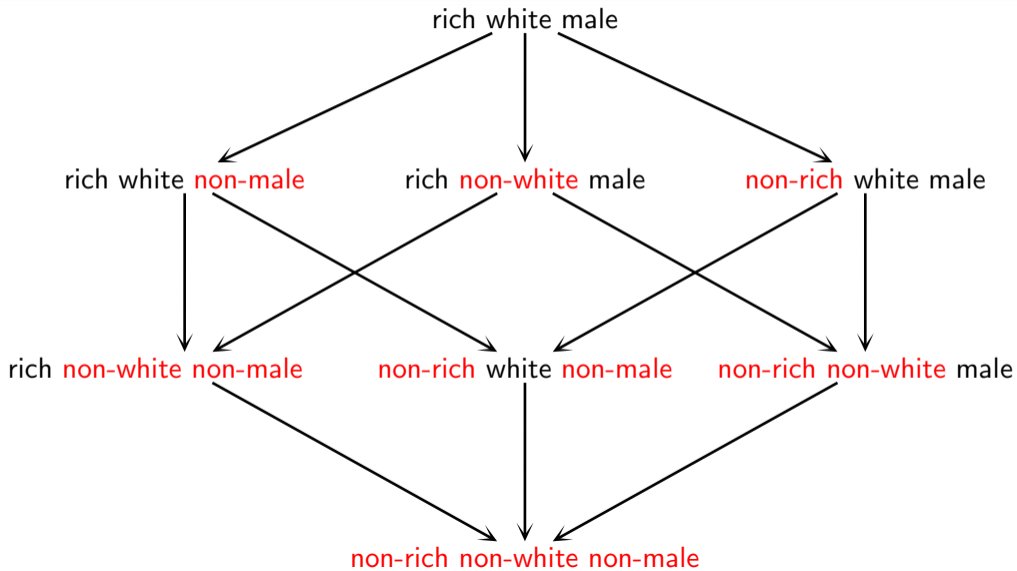 rich white male
rich white non-male
rich non-white male
non-rich white male
rich non-white non-male
non-rich white non-male
non-rich non-white male
non-rich non-white non-male